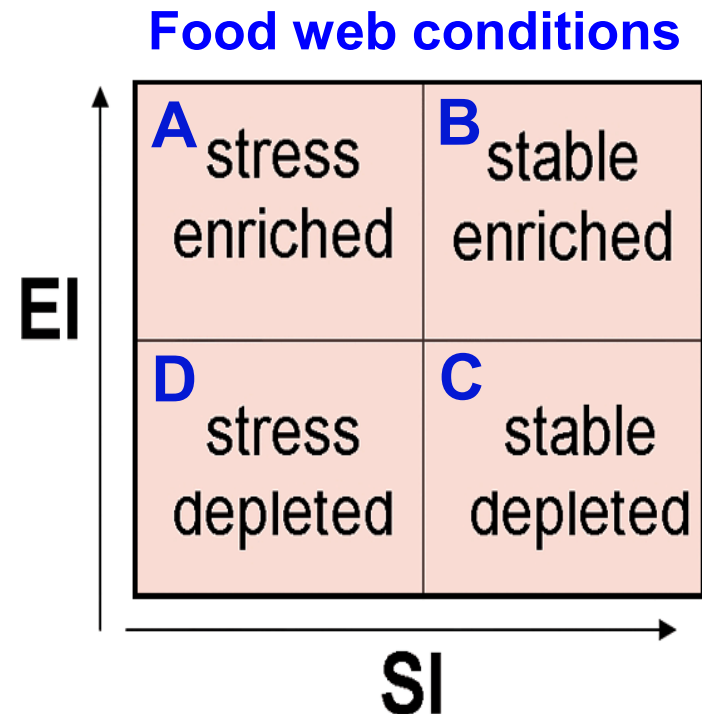 Food web conditions
A
stress
enriched
B
stable
enriched
EI
D
stress
depleted
C
stable
depleted
SI